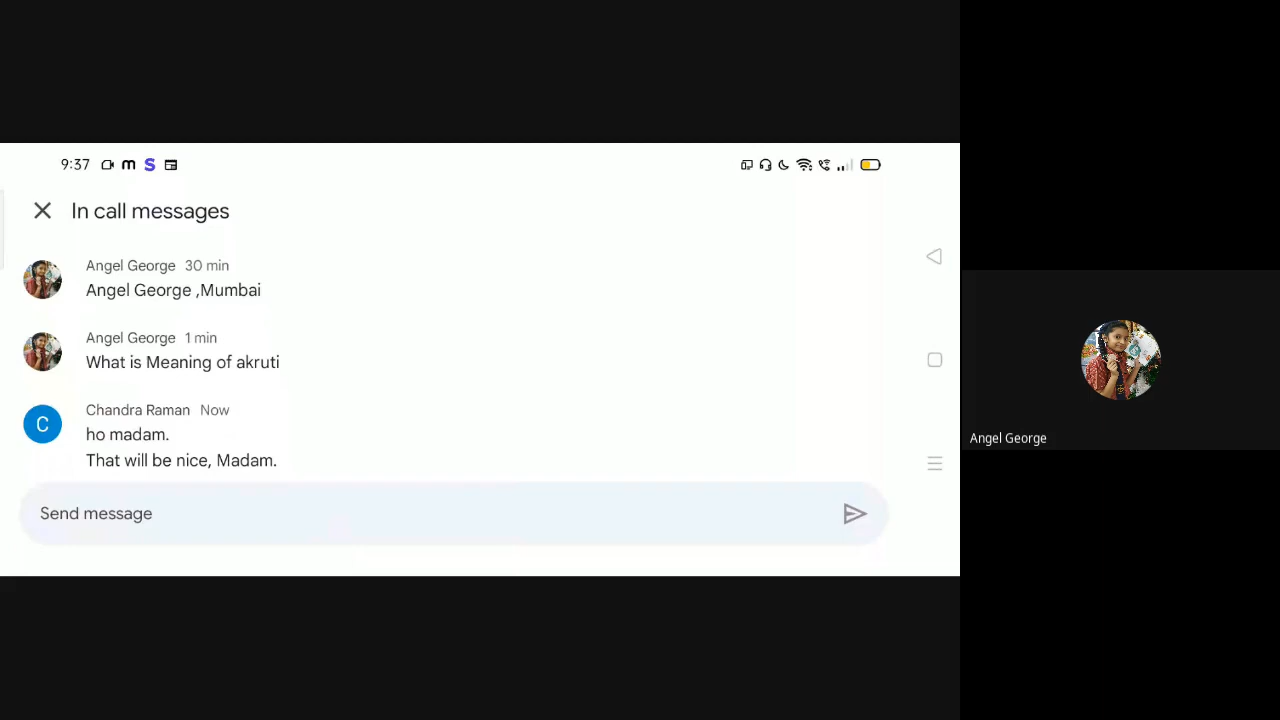 9:37 m S
In call messages
Angel George 30 min
Angel George ,Mumbai
Angel George 1 min
What is Meaning of akruti
C
Chandra Raman Now
ho madam.
That will be nice, Madam.
Send message
Angel George